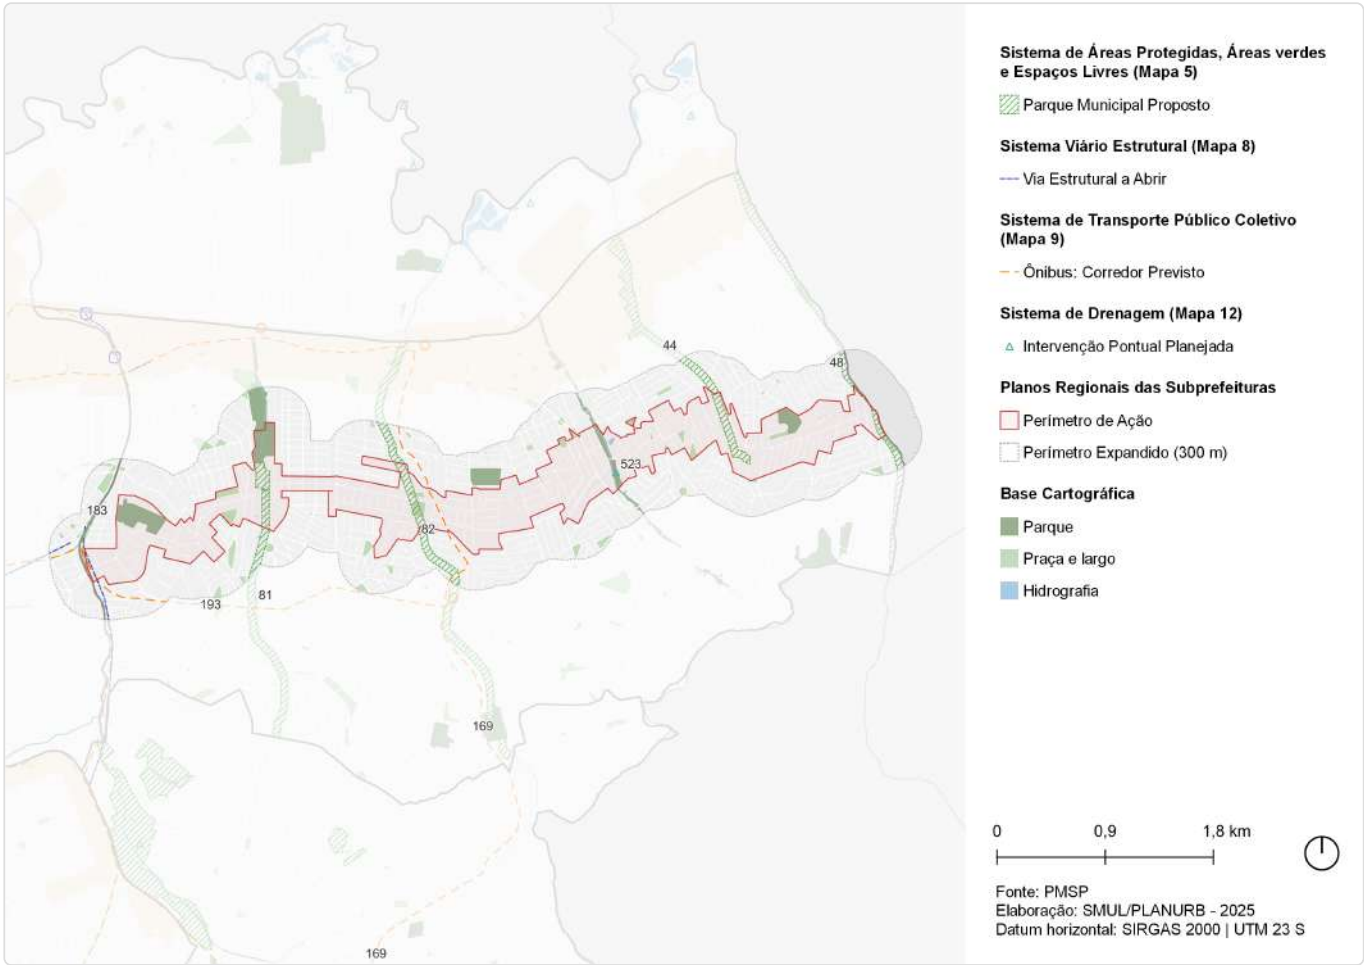 Sistema de Áreas Protegidas, Áreas verdes
e Espaços Livres (Mapa 5)
Parque Municipal Proposto
Sistema Viário Estrutural (Mapa 8)
Via Estrutural a Abrir
Sistema de Transporte Público Coletivo
(Mapa 9)
Ônibus: Corredor Previsto
Sistema de Drenagem (Mapa 12)
Intervenção Pontual Planejada
Planos Regionais das Subprefeituras
Perímetro de Ação
Perímetro Expandido (300 m)
Base Cartográfica
Parque
Praça e largo
Hidrografia
44
48
523
183
82
193
81
169
169
0 0,9 1,8 km
Fonte: PMSP
Elaboração: SMUL/PLANURB - 2025
Datum horizontal: SIRGAS 2000 | UTM 23 S